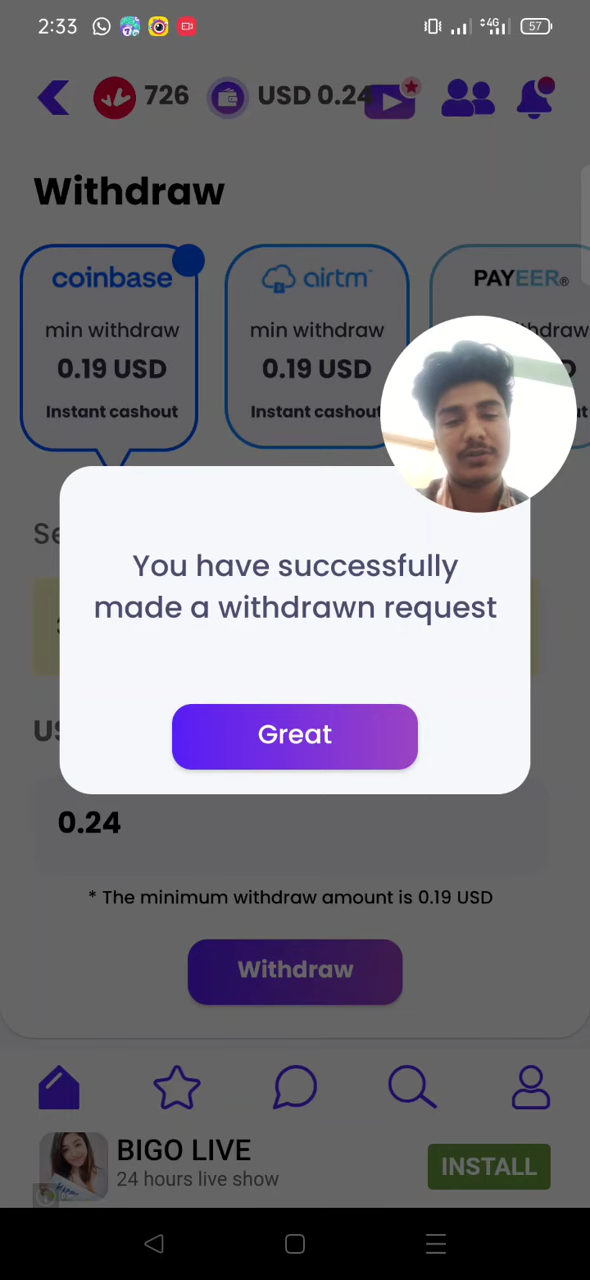 2:33
4G
57
726
USD 0.24
Withdraw
coinbase
min withdraw
0.19 USD
Instant cashout
airtm
min withdraw
0.19 USD
Instant cashout
PAYEER®
You have successfully
made a withdrawn request
Great
0.24
* The minimum withdraw amount is 0.19 USD
Withdraw
BIGO LIVE
24 hours live show
INSTALL